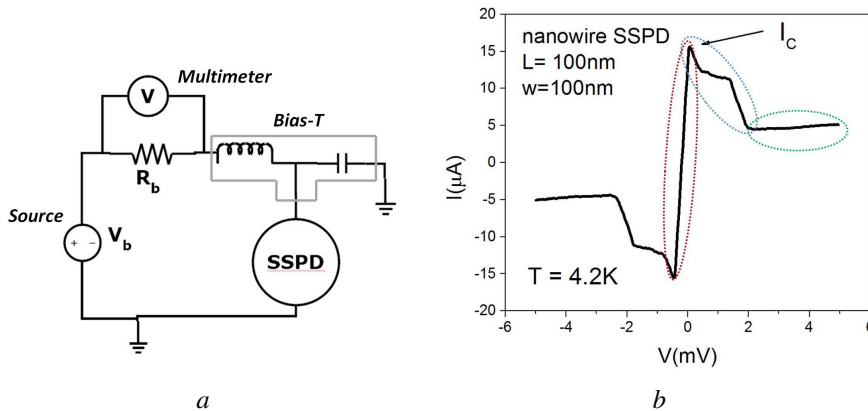 Multimeter
V
Bias-T
R_b
Source
V_b
+ -
SSPD
a
nanowire SSPD
L= 100nm
w=100nm
I_C
T = 4.2K
I(μA)
20
15
10
5
0
-5
-10
-15
-20
-6 -4 -2 0 2 4 6
V(mV)
b